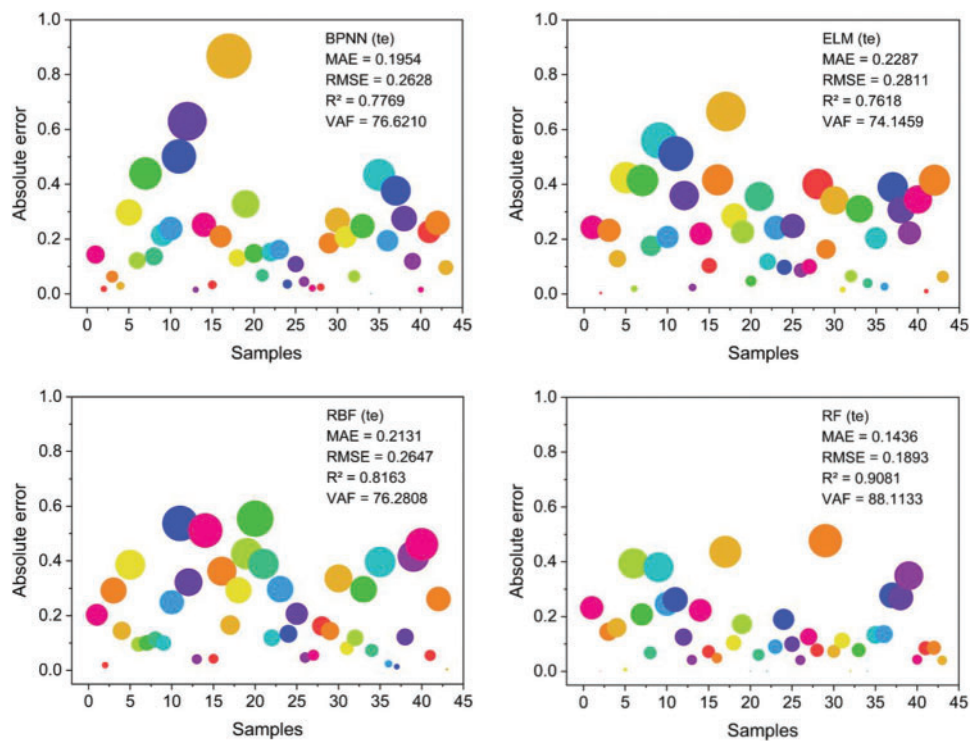 BPNN (te)
MAE = 0.1954
RMSE = 0.2628
R² = 0.7769
VAF = 76.6210
1.0
0.8
0.6
0.4
0.2
0.0
Absolute error
0 5 10 15 20 25 30 35 40 45
Samples
ELM (te)
MAE = 0.2287
RMSE = 0.2811
R² = 0.7618
VAF = 74.1459
1.0
0.8
0.6
0.4
0.2
0.0
Absolute error
0 5 10 15 20 25 30 35 40 45
Samples
RBF (te)
MAE = 0.2131
RMSE = 0.2647
R² = 0.8163
VAF = 76.2808
1.0
0.8
0.6
0.4
0.2
0.0
Absolute error
0 5 10 15 20 25 30 35 40 45
Samples
RF (te)
MAE = 0.1436
RMSE = 0.1893
R² = 0.9081
VAF = 88.1133
1.0
0.8
0.6
0.4
0.2
0.0
Absolute error
0 5 10 15 20 25 30 35 40 45
Samples